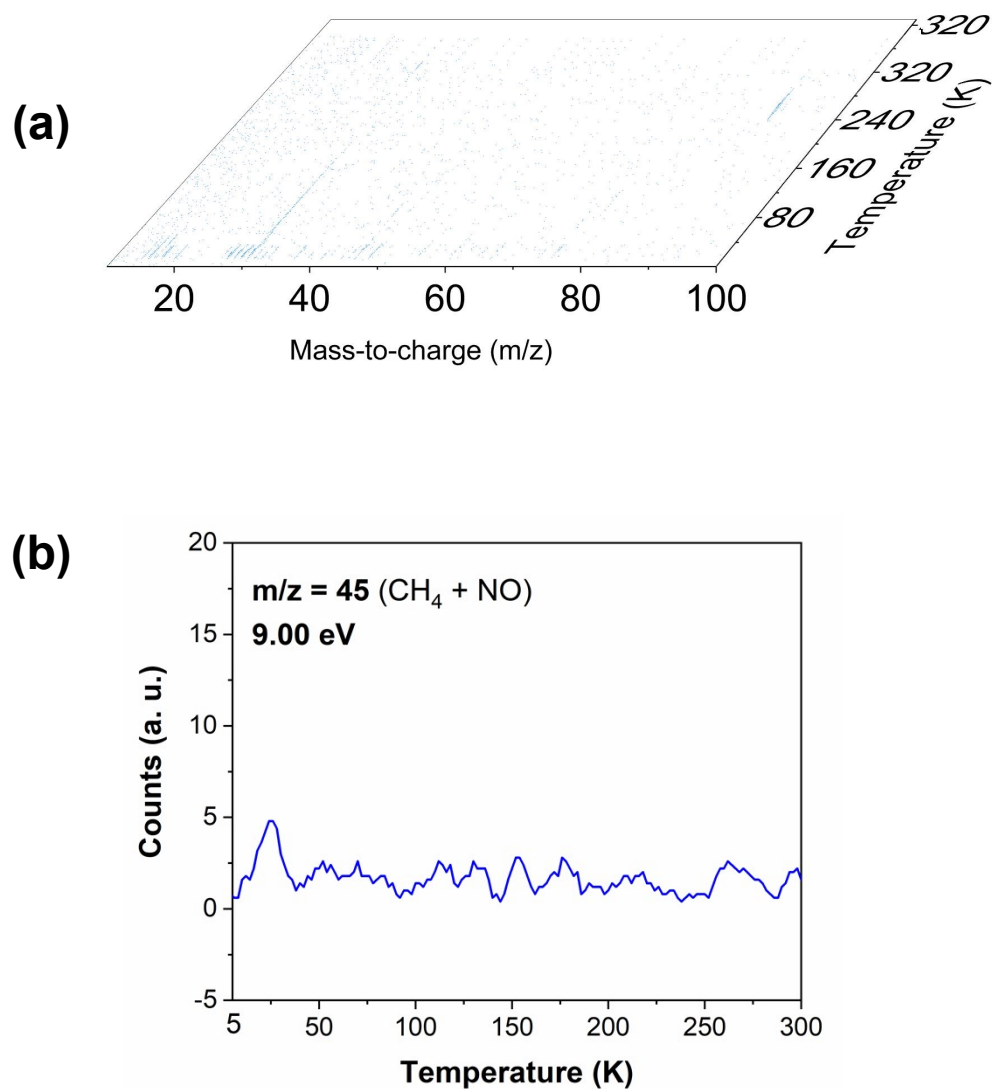 (a)
320
320
240
160
80
Temperature (K)
20 40 60 80 100
Mass-to-charge (m/z)
(b)
20
15
10
5
0
-5
m/z = 45 (CH₄ + NO)
9.00 eV
Counts (a. u.)
5 50 100 150 200 250 300
Temperature (K)